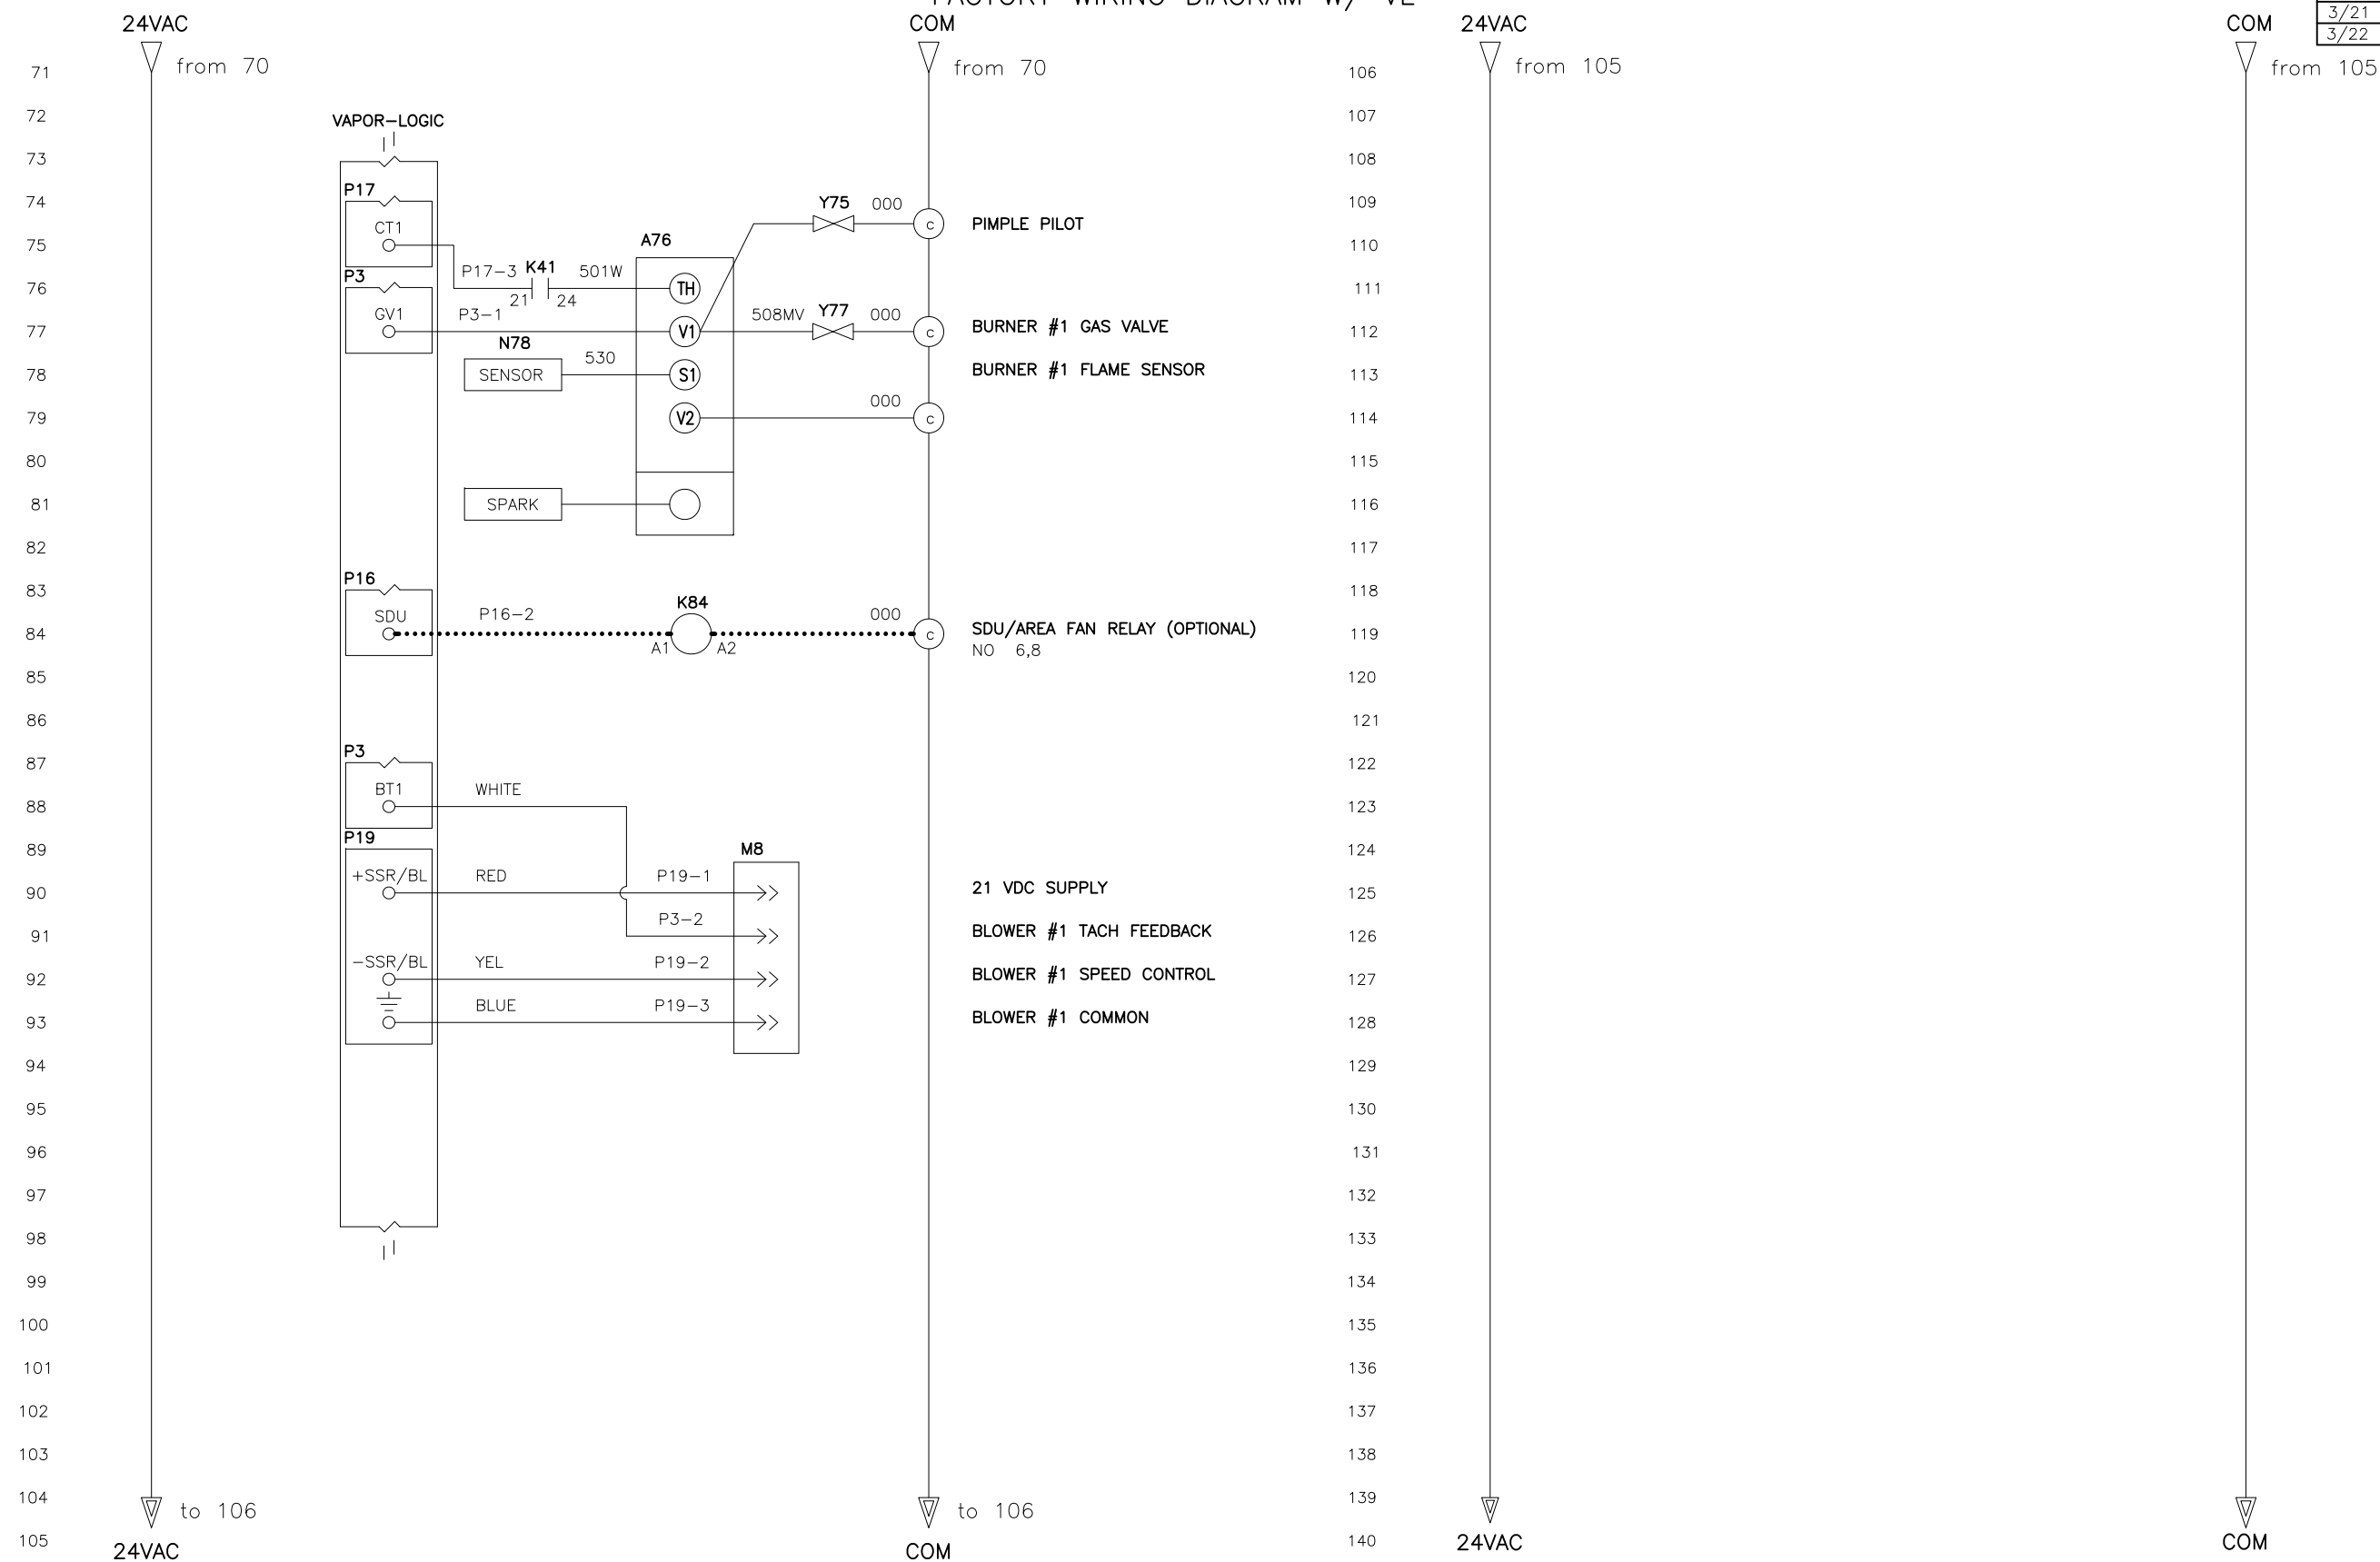 FACTORY WIRING DIAGRAM W/ VL
3/21
3/22
24VAC
COM
24VAC
COM
from 70
from 70
from 105
from 105
71
106
72
107
VAPOR-LOGIC
73
108
P17
74
Y75
000
109
CT1
C
PIMPLE PILOT
75
A76
110
P3
P17-3
K41
501W
76
TH
111
21
24
GV1
P3-1
508MV
Y77
000
77
V1
C
BURNER #1 GAS VALVE
112
N78
530
78
SENSOR
S1
BURNER #1 FLAME SENSOR
113
000
79
V2
C
114
80
115
81
SPARK
116
82
117
P16
83
118
K84
SDU
P16-2
000
84
C
SDU/AREA FAN RELAY (OPTIONAL)
119
A1
A2
NO 6,8
85
120
86
121
P3
87
122
BT1
WHITE
88
123
P19
89
M8
124
+SSR/BL
RED
P19-1
90
21 VDC SUPPLY
125
P3-2
91
BLOWER #1 TACH FEEDBACK
126
-SSR/BL
YEL
P19-2
92
BLOWER #1 SPEED CONTROL
127
BLUE
P19-3
93
BLOWER #1 COMMON
128
94
129
95
130
96
131
97
132
98
133
99
134
100
135
101
136
102
137
103
138
104
139
to 106
to 106
105
140
24VAC
COM
24VAC
COM